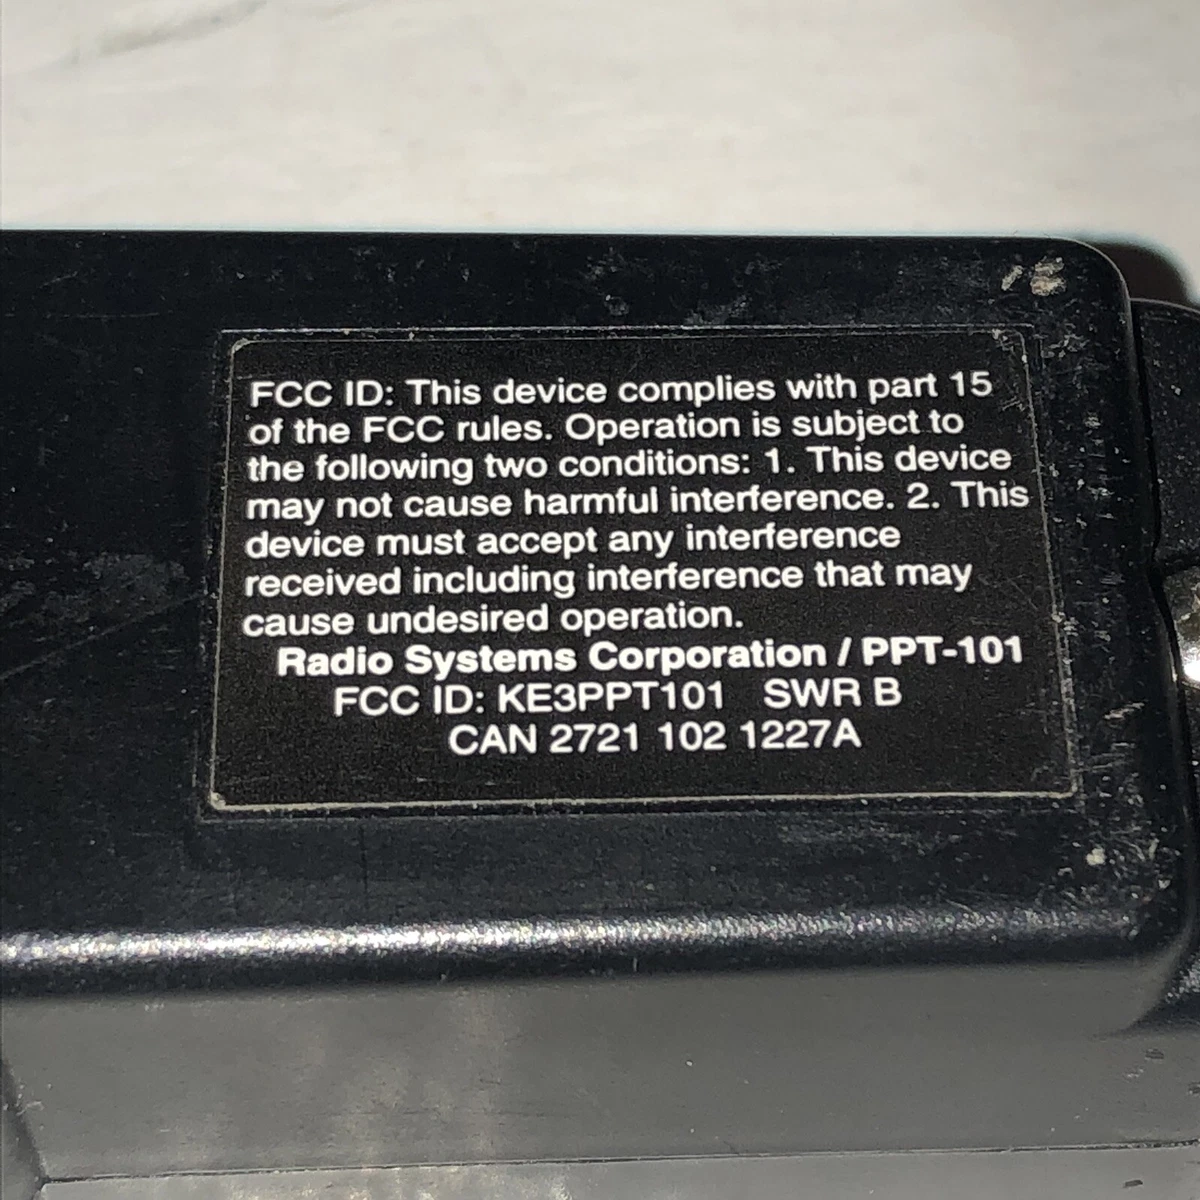 FCC ID: This device complies with part 15
of the FCC rules. Operation is subject to
the following two conditions: 1. This device
may not cause harmful interference. 2. This
device must accept any interference
received including interference that may
cause undesired operation.
Radio Systems Corporation / PPT-101
FCC ID: KE3PPT101 SWR B
CAN 2721 102 1227A